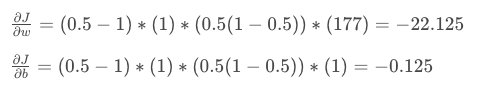 ∂J/∂w = (0.5 − 1) ∗ (1) ∗ (0.5(1 − 0.5)) ∗ (177) = −22.125
∂J/∂b = (0.5 − 1) ∗ (1) ∗ (0.5(1 − 0.5)) ∗ (1) = −0.125